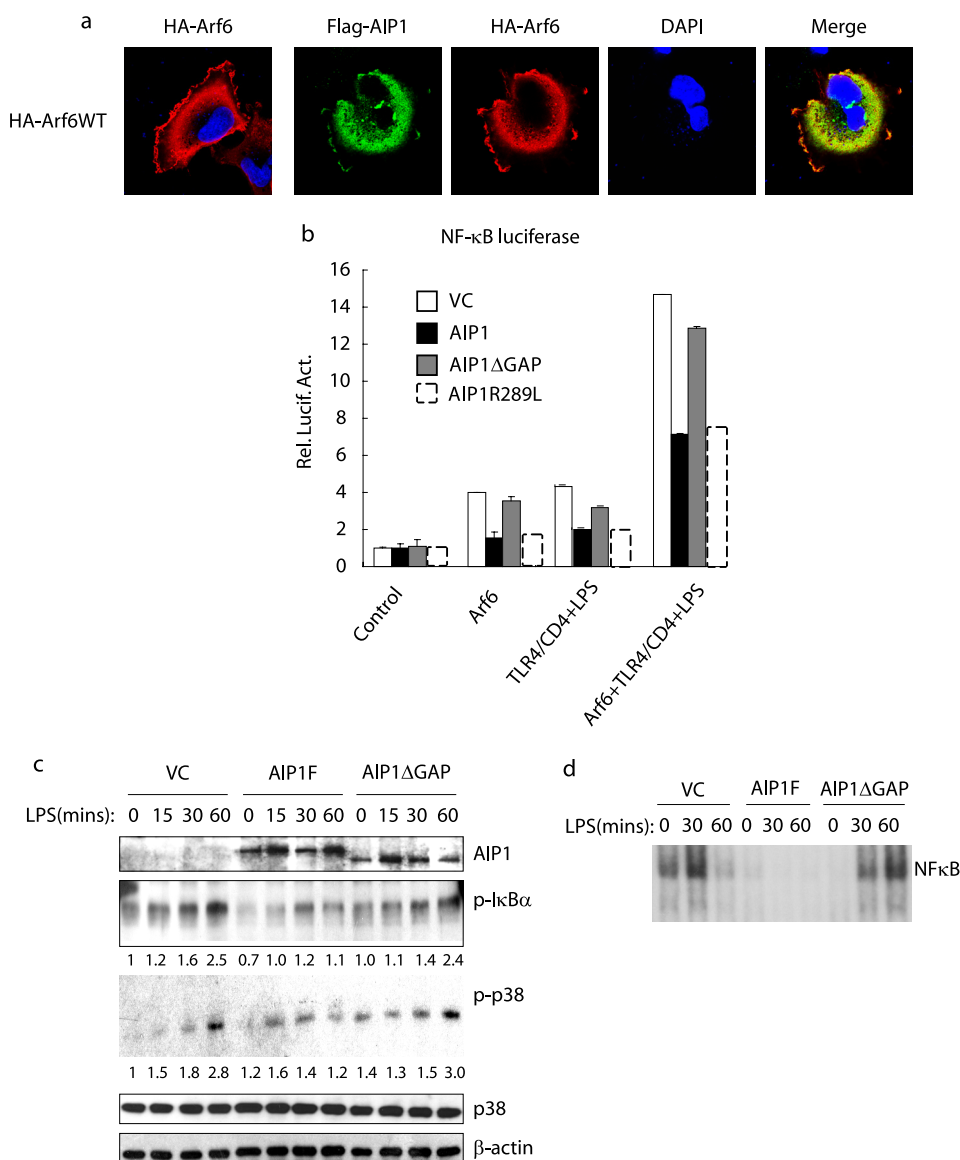 a
HA-Arf6 Flag-AIP1 HA-Arf6 DAPI Merge
HA-Arf6WT
b
NF-κB luciferase
Rel. Lucif. Act.
16
14
12
10
8
6
4
2
0
VC
AIP1
AIP1ΔGAP
AIP1R289L
Control
Arf6
TLR4/CD4+LPS
Arf6+TLR4/CD4+LPS
c
VC AIP1F AIP1ΔGAP
LPS(mins): 0 15 30 60 0 15 30 60 0 15 30 60
AIP1
p-IκBα
1 1.2 1.6 2.5 0.7 1.0 1.2 1.1 1.0 1.1 1.4 2.4
p-p38
1 1.5 1.8 2.8 1.2 1.6 1.4 1.2 1.4 1.3 1.5 3.0
p38
β-actin
d
VC AIP1F AIP1ΔGAP
LPS(mins): 0 30 60 0 30 60 0 30 60
NFκB